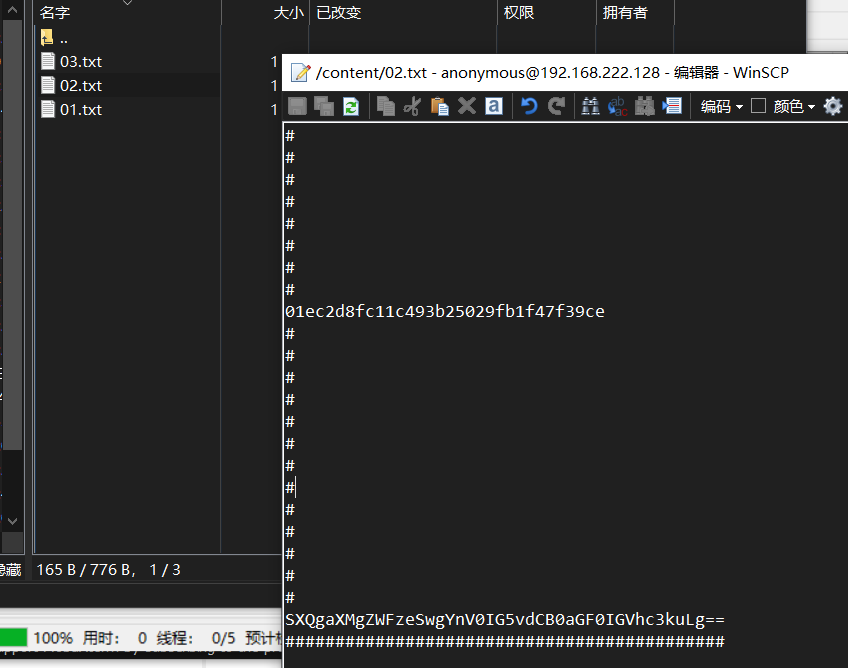 名字
大小
已改变
权限
拥有者
..
03.txt
1
02.txt
1
01.txt
1
/content/02.txt - anonymous@192.168.222.128 - 编辑器 - WinSCP
编码
颜色
#
#
#
#
#
#
#
#
01ec2d8fc11c493b25029fb1f47f39ce
#
#
#
#
#
#
#
#
#
#
#
#
#
SXQgaXMgZWFzeSwgYnV0IG5vdCB0aGF0IGVhc3kuLg==
############################################
隐藏
165 B / 776 B， 1 / 3
100% 用时： 0 线程： 0/5 预计